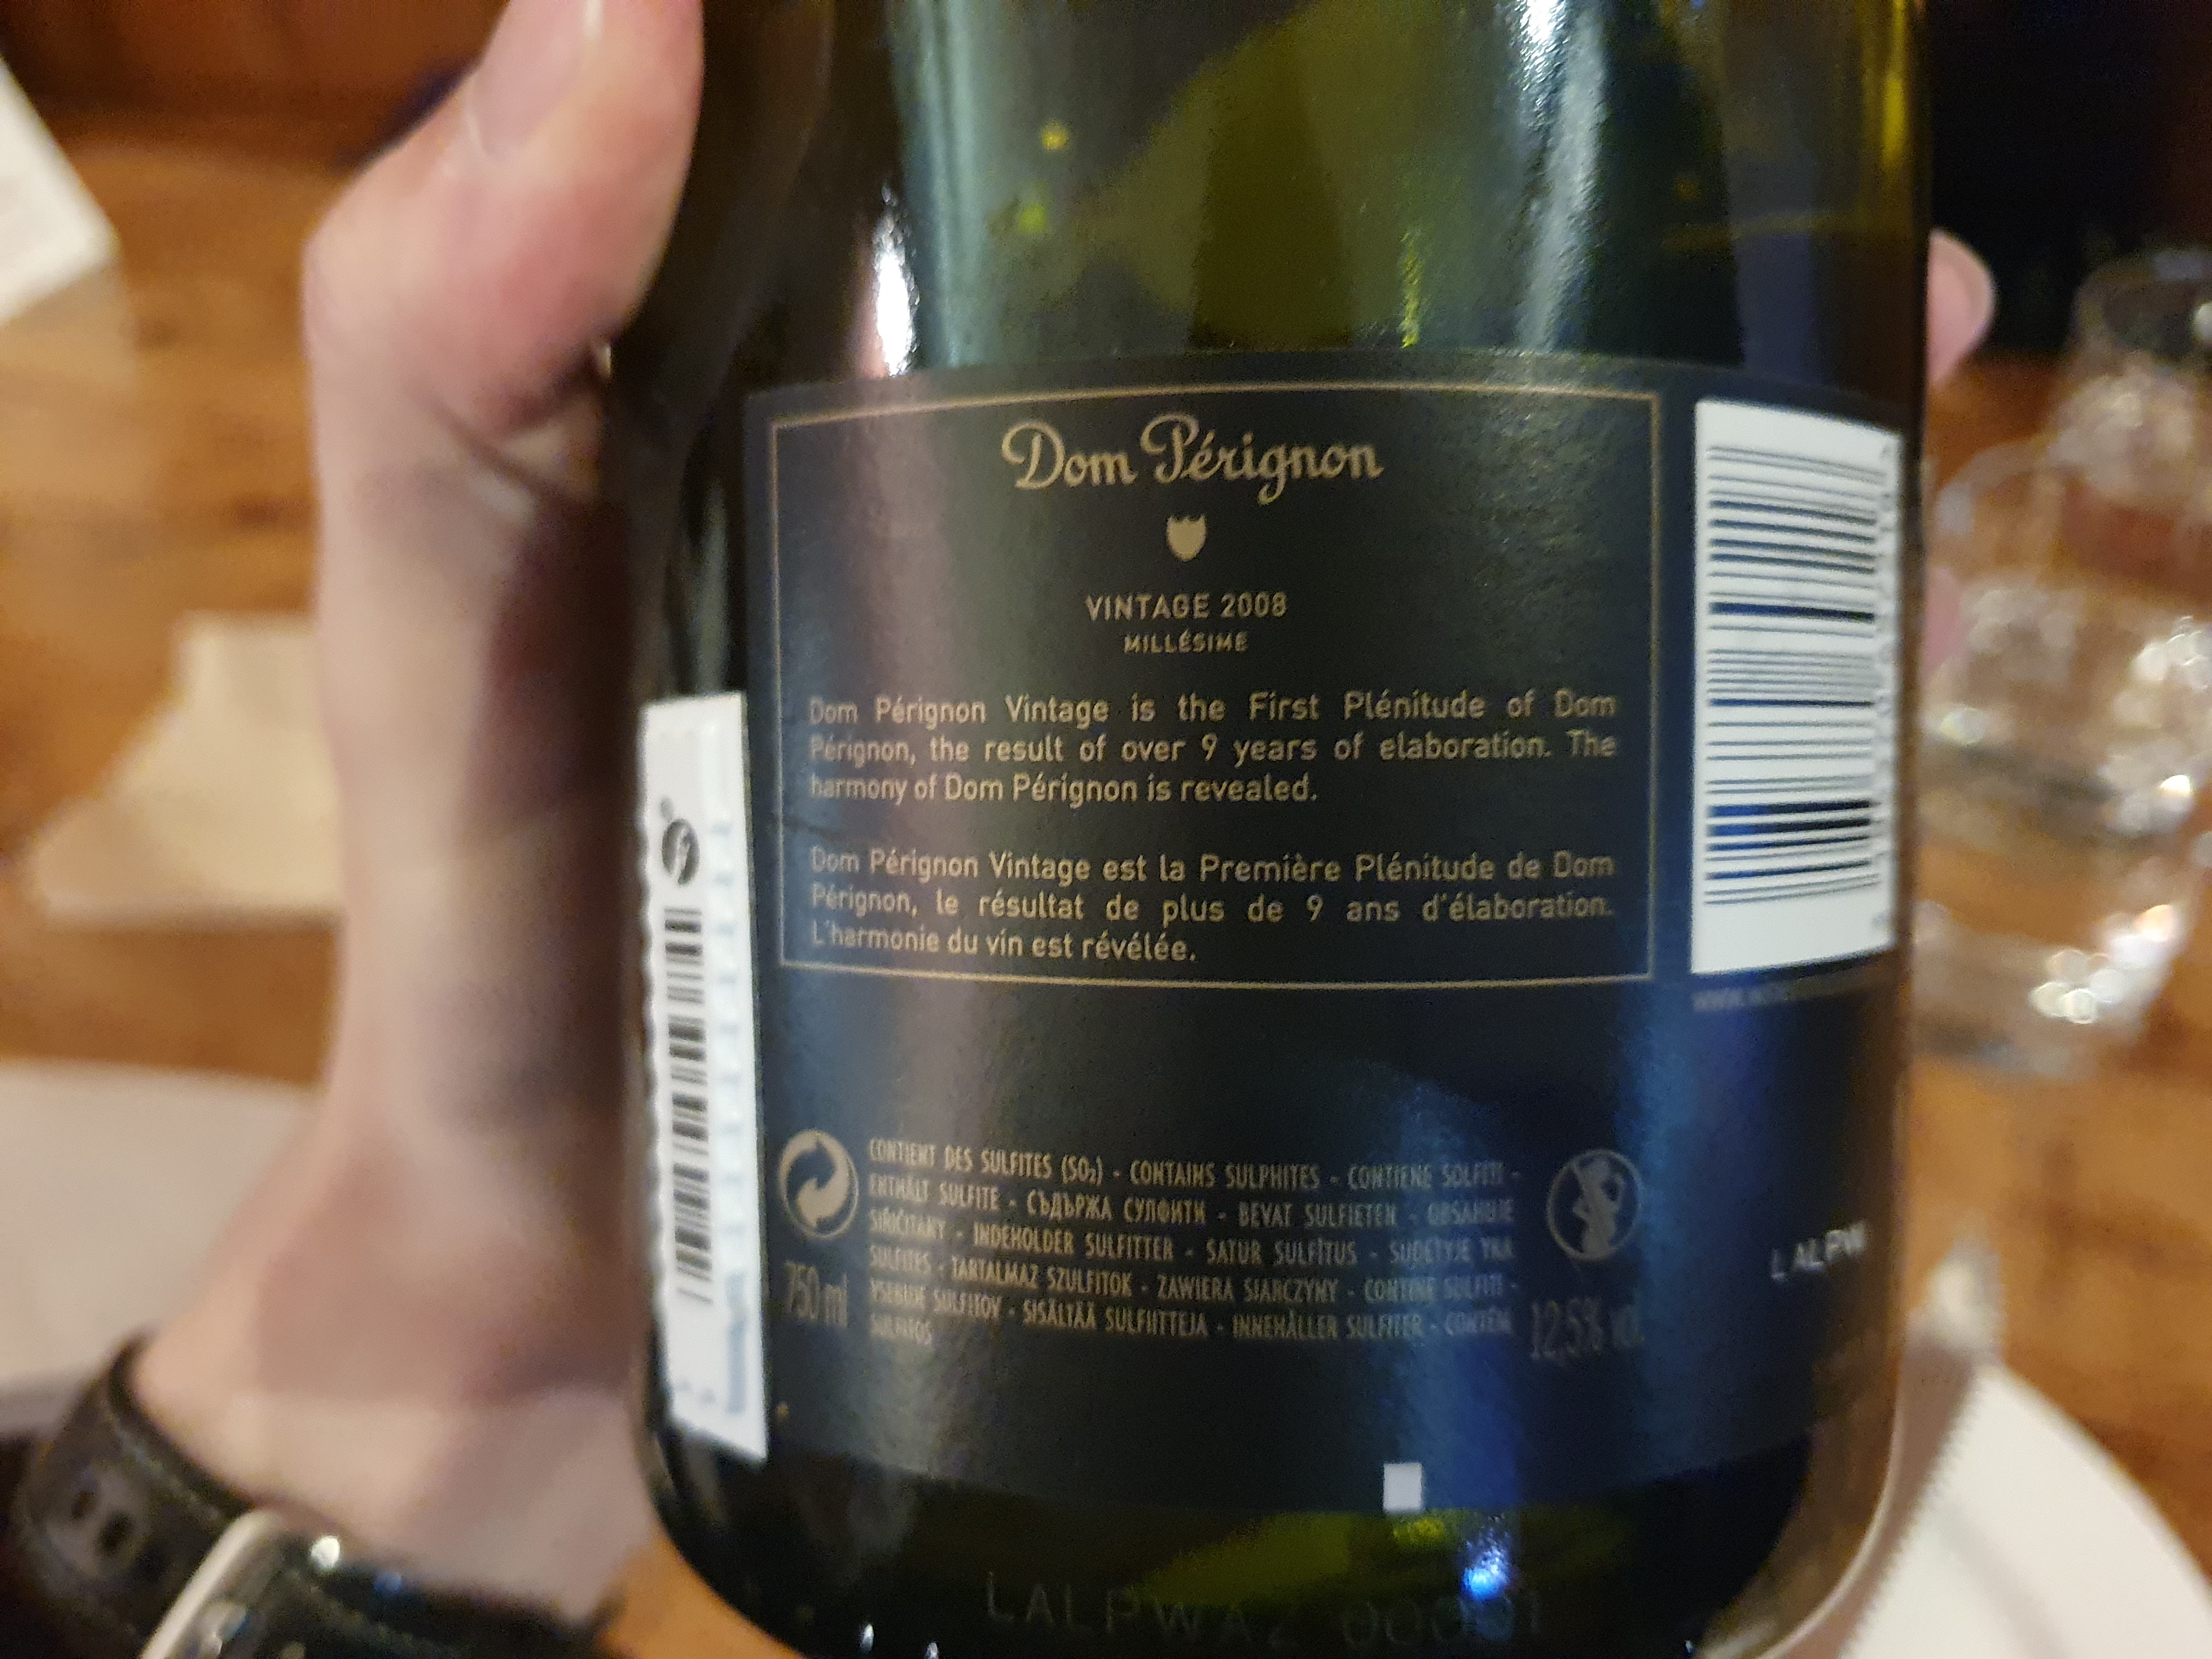 Dom Pérignon
VINTAGE 2008
MILLÉSIME
Dom Pérignon Vintage is the First Plénitude of Dom
Pérignon, the result of over 9 years of elaboration. The
harmony of Dom Pérignon is revealed.
Dom Pérignon Vintage est la Première Plénitude de Dom
Pérignon, le résultat de plus de 9 ans d'élaboration.
L'harmonie du vin est révélée.
CONTIENT DES SULFITES (SO₂) - CONTAINS SULPHITES - CONTIENE SOLFITI -
ENTHÄLT SULFITE - СЪДЪРЖА СУЛФИТИ - BEVAT SULFIETEN - OBSAHUJE
SIŘIČITANY - INDEHOLDER SULFITTER - SATUR SULFĪTUS - SUDĖTYJE YRA
SULFITES - TARTALMAZ SZULFITOK - ZAWIERA SIARCZYNY - CONTINE SULFITI -
VSEBUJE SULFITOV - SISÄLTÄÄ SULFIITTEJA - INNEHÅLLER SULFITER - CONTÉM
SULFITOS
750 ml
12,5% vol
L ALPW
LALPWAZ